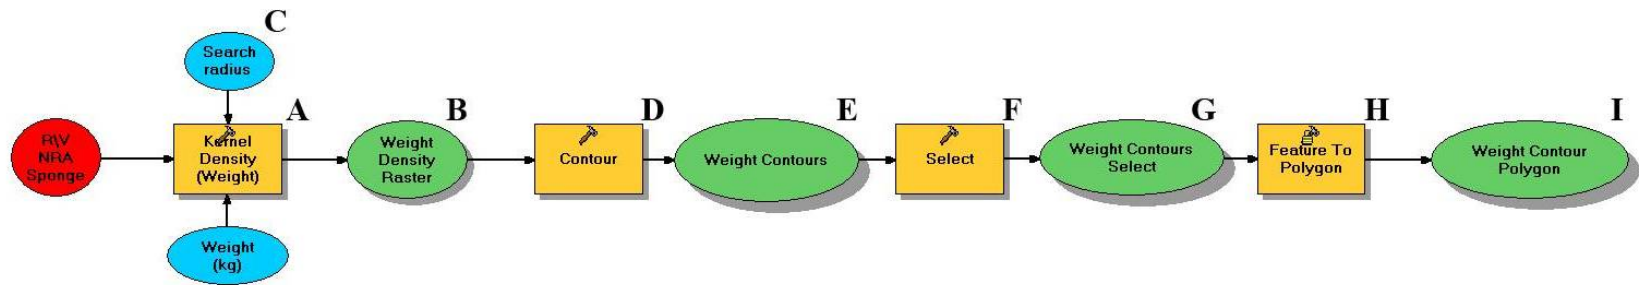 C
Search
radius
A
B
D
E
F
G
H
I
R\V
NRA
Sponge
Kernel
Density
(Weight)
Weight
Density
Raster
Contour
Weight Contours
Select
Weight Contours
Select
Feature To
Polygon
Weight Contour
Polygon
Weight
(kg)